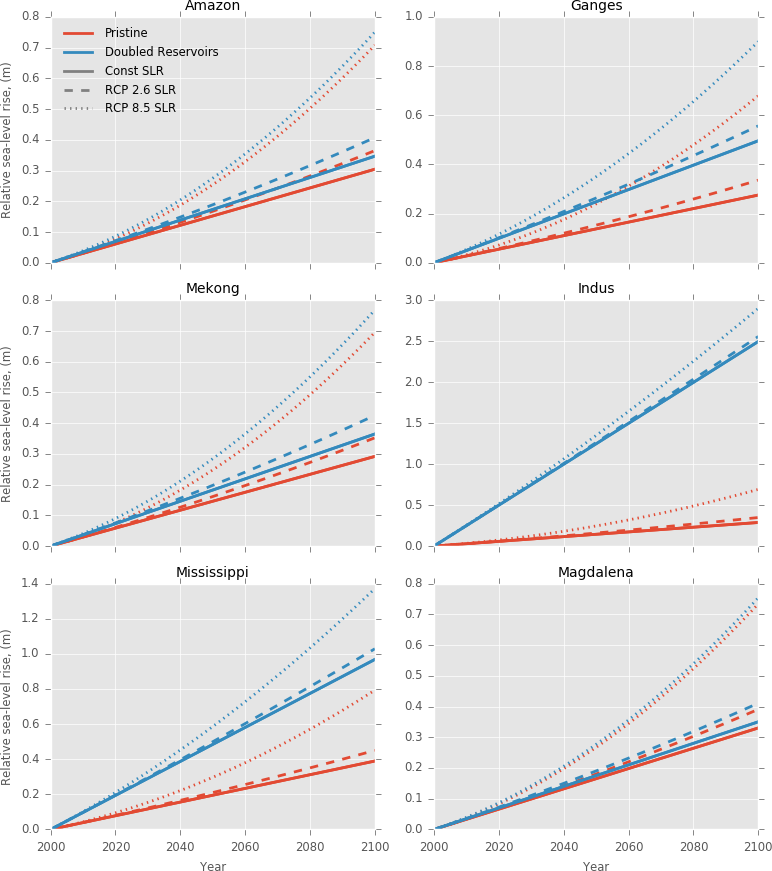 Amazon
Ganges
0.8
0.7
0.6
0.5
0.4
0.3
0.2
0.1
0.0
Relative sea-level rise, (m)
Pristine
Doubled Reservoirs
Const SLR
RCP 2.6 SLR
RCP 8.5 SLR
1.0
0.8
0.6
0.4
0.2
0.0
Mekong
Indus
0.8
0.7
0.6
0.5
0.4
0.3
0.2
0.1
0.0
Relative sea-level rise, (m)
3.0
2.5
2.0
1.5
1.0
0.5
0.0
Mississippi
Magdalena
1.4
1.2
1.0
0.8
0.6
0.4
0.2
0.0
Relative sea-level rise, (m)
2000 2020 2040 2060 2080 2100
Year
0.8
0.7
0.6
0.5
0.4
0.3
0.2
0.1
0.0
2000 2020 2040 2060 2080 2100
Year